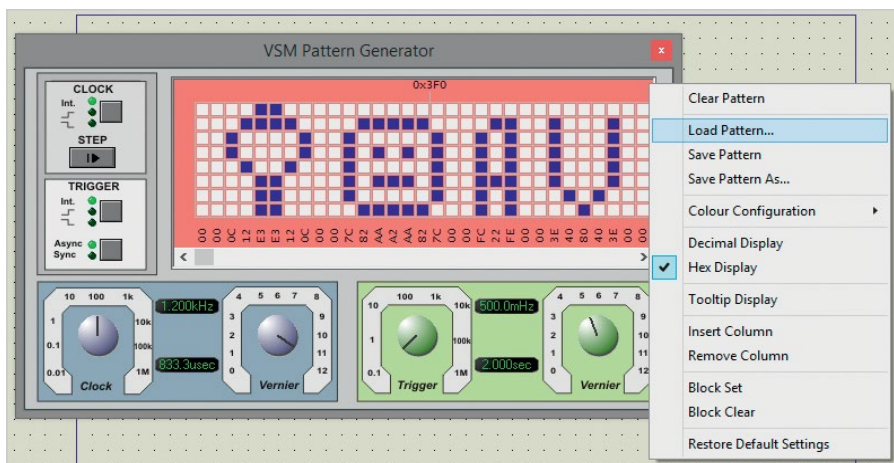 VSM Pattern Generator
x
CLOCK
Int.
STEP
TRIGGER
Int.
Async
Sync
0x3F0
00 00 0C 12 E3 E3 12 0C 00 00 7C 82 AA A2 AA 82 7C 00 00 FC 22 FE 00 00 3E 40 80 40 3E 00 00
10 100 1k
1 10k
0.1 100k
0.01 1M
Clock
1.200kHz
833.3usec
4 5 6 7 8
3 9
2 10
1 11
0 12
Vernier
10 100 1k 10k
1 100k
0.1 1M
Trigger
500.0mHz
2.000sec
4 5 6 7 8
3 9
2 10
1 11
0 12
Vernier
Clear Pattern
Load Pattern...
Save Pattern
Save Pattern As...
Colour Configuration
Decimal Display
Hex Display
Tooltip Display
Insert Column
Remove Column
Block Set
Block Clear
Restore Default Settings